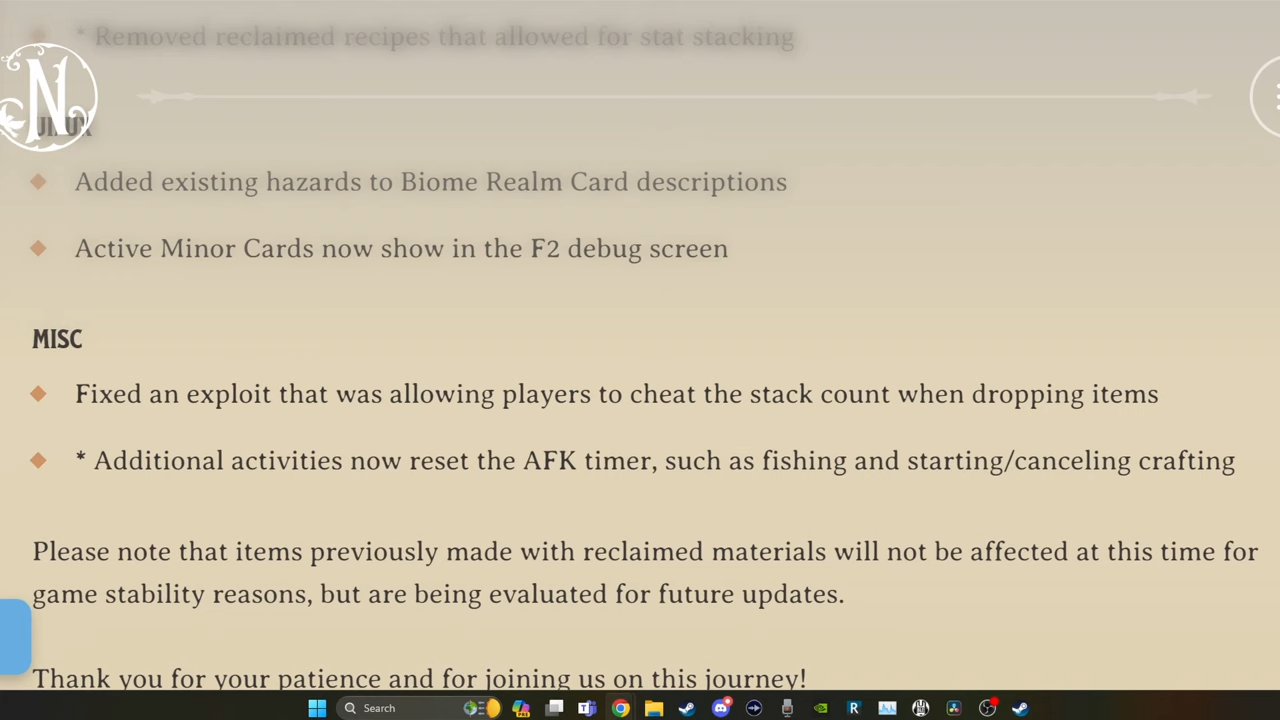 * Removed reclaimed recipes that allowed for stat stacking
N
UI/UX
Added existing hazards to Biome Realm Card descriptions
Active Minor Cards now show in the F2 debug screen
MISC
Fixed an exploit that was allowing players to cheat the stack count when dropping items
* Additional activities now reset the AFK timer, such as fishing and starting/canceling crafting
Please note that items previously made with reclaimed materials will not be affected at this time for
game stability reasons, but are being evaluated for future updates.
Thank you for your patience and for joining us on this journey!
Search